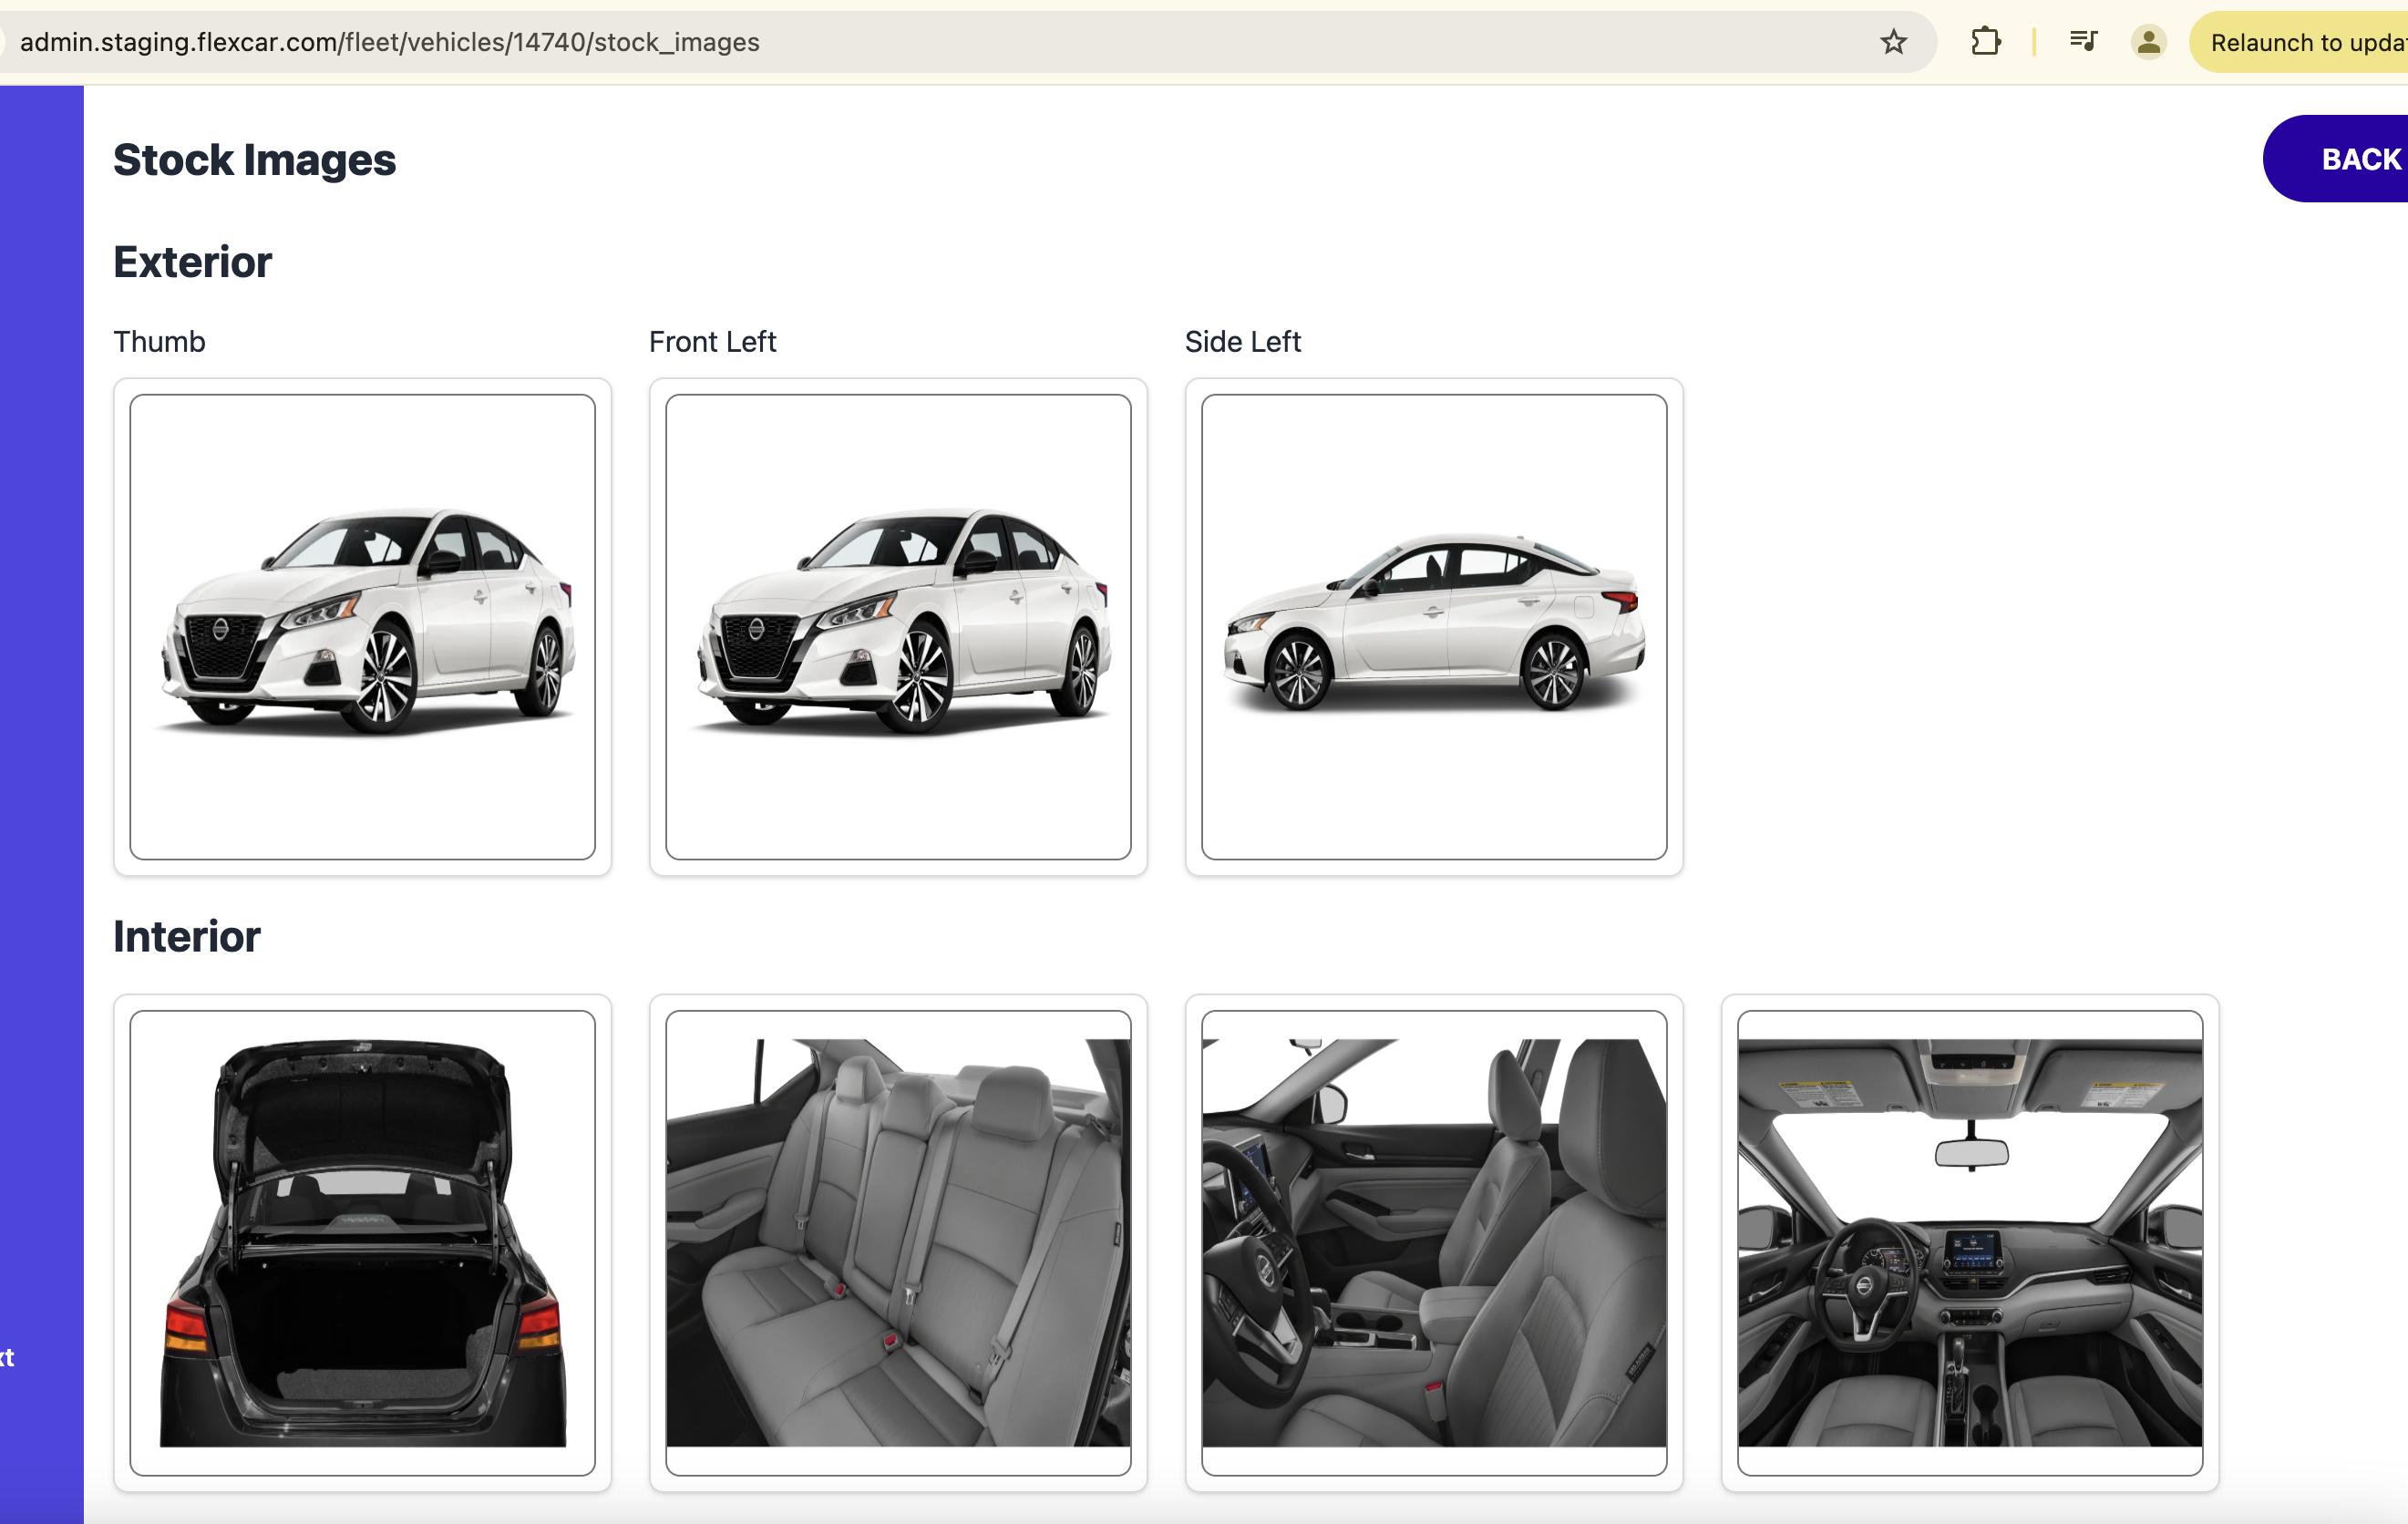 admin.staging.flexcar.com/fleet/vehicles/14740/stock_images
Relaunch to updat
Stock Images
BACK
Exterior
Thumb
Front Left
Side Left
Interior
xt